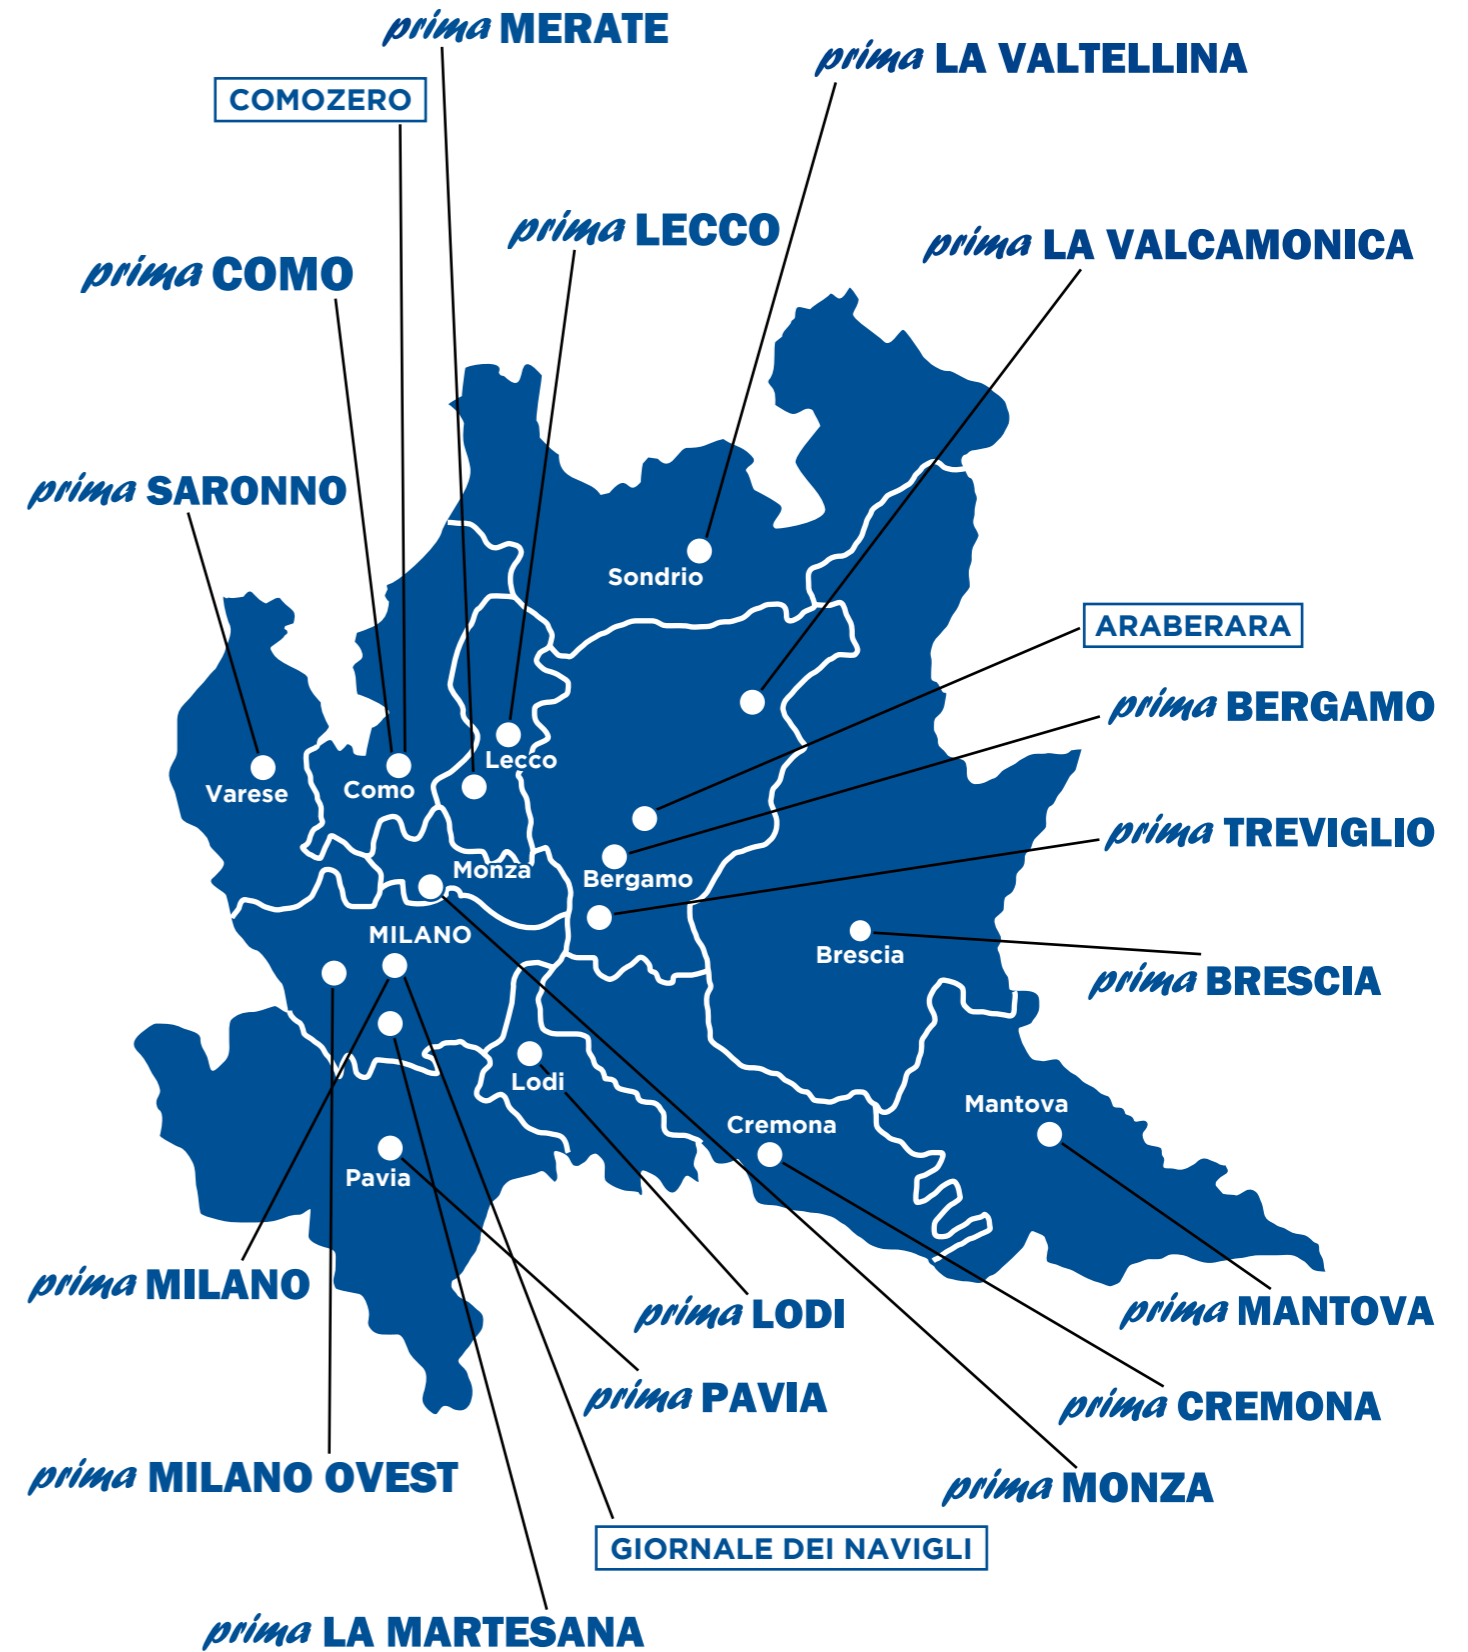 prima MERATE
prima LA VALTELLINA
COMOZERO
prima LECCO
prima LA VALCAMONICA
prima COMO
prima SARONNO
Sondrio
ARABERARA
prima BERGAMO
Lecco
Varese
Como
prima TREVIGLIO
Monza
Bergamo
MILANO
Brescia
prima BRESCIA
Lodi
Mantova
Cremona
Pavia
prima MILANO
prima LODI
prima MANTOVA
prima PAVIA
prima CREMONA
prima MILANO OVEST
prima MONZA
GIORNALE DEI NAVIGLI
prima LA MARTESANA